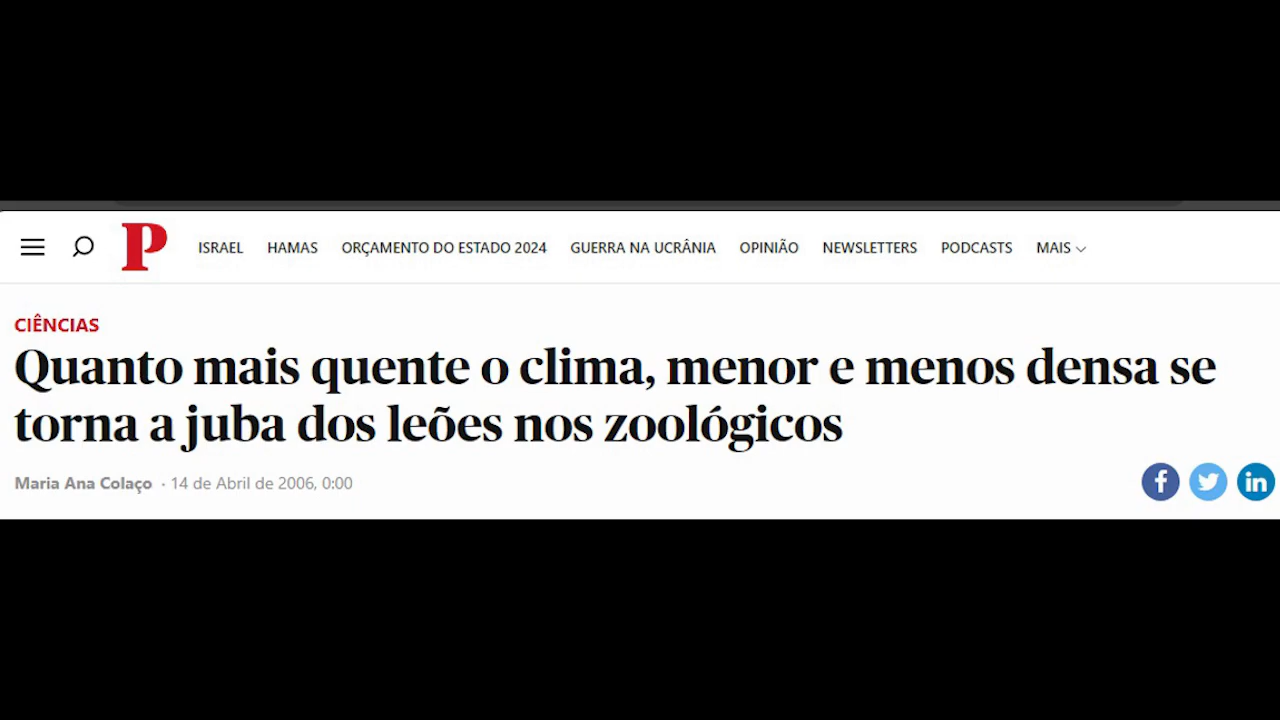 P ISRAEL HAMAS ORÇAMENTO DO ESTADO 2024 GUERRA NA UCRÂNIA OPINIÃO NEWSLETTERS PODCASTS MAIS
CIÊNCIAS
Quanto mais quente o clima, menor e menos densa se
torna a juba dos leões nos zoológicos
Maria Ana Colaço · 14 de Abril de 2006, 0:00
f in